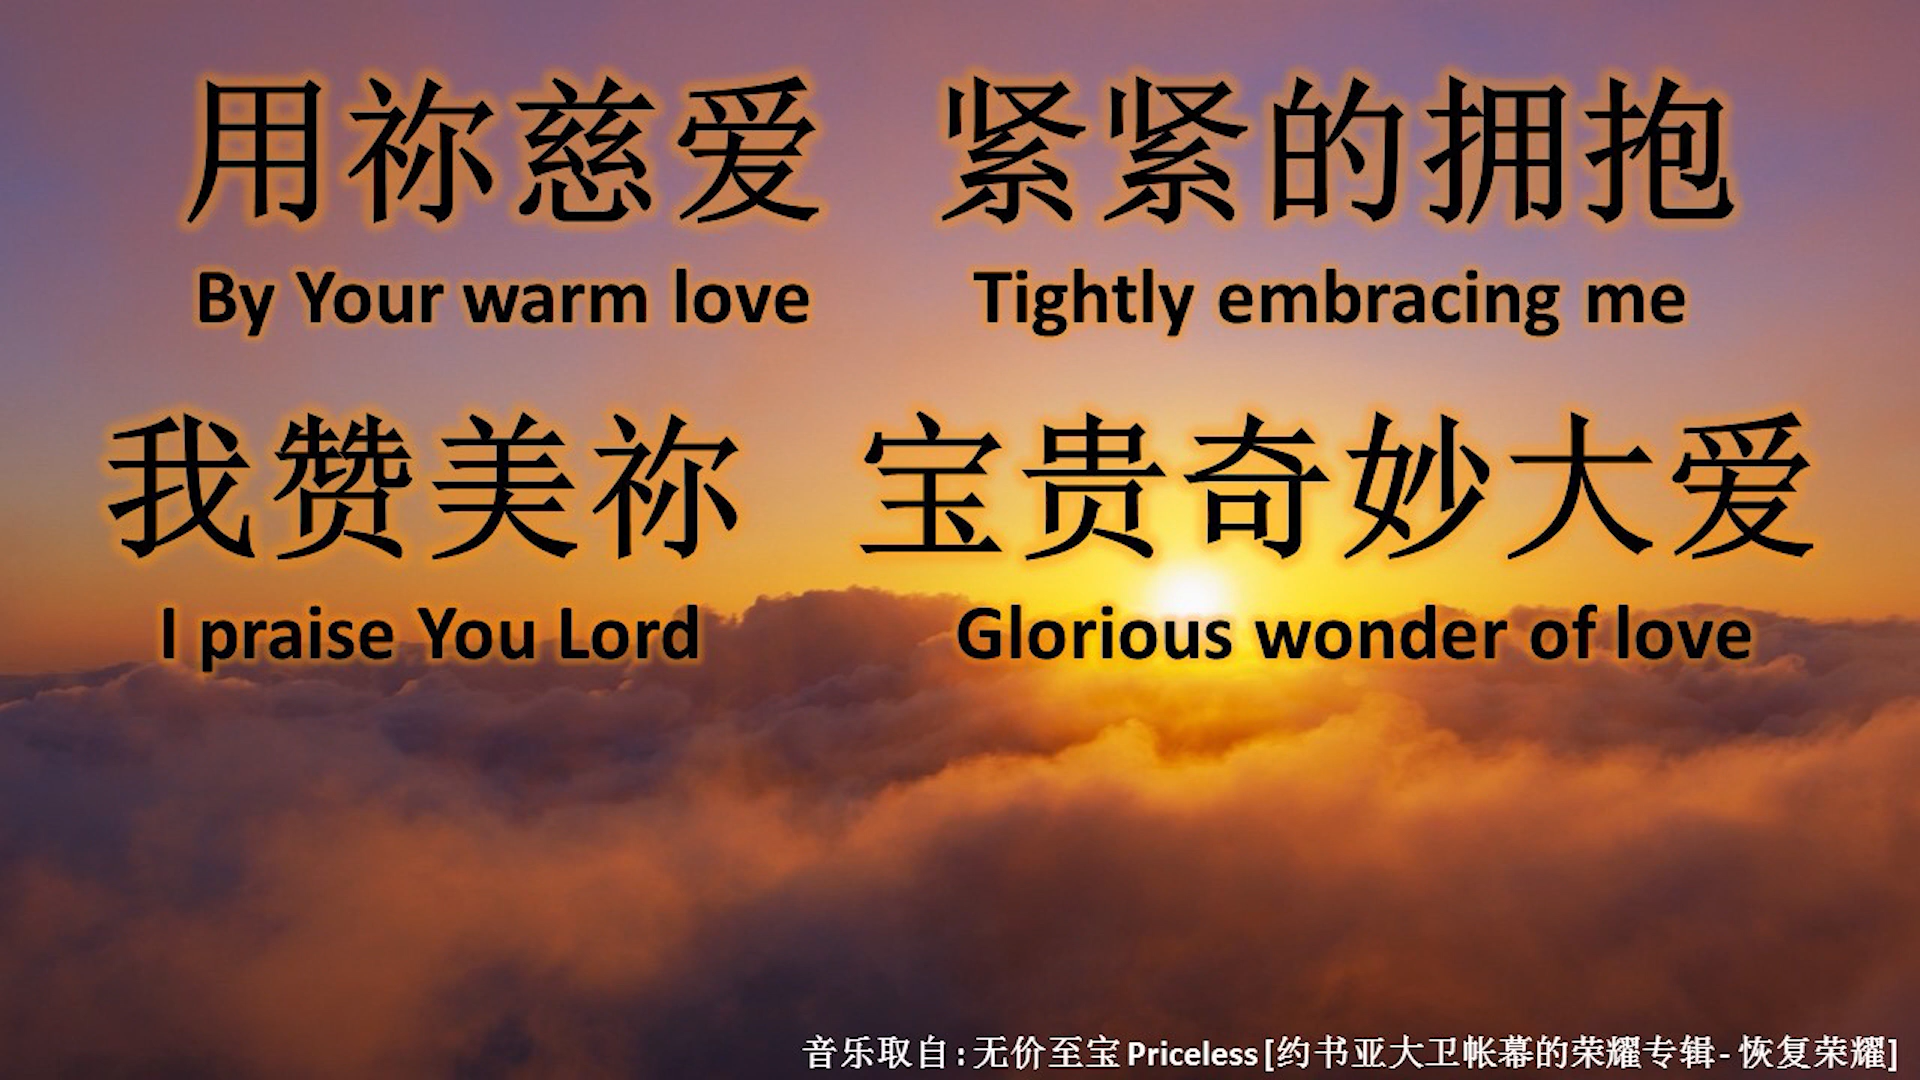 用祢慈爱 紧紧的拥抱
By Your warm love Tightly embracing me
我赞美祢 宝贵奇妙大爱
I praise You Lord Glorious wonder of love
音乐取自 : 无价至宝 Priceless [约书亚大卫帐幕的荣耀专辑 - 恢复荣耀]